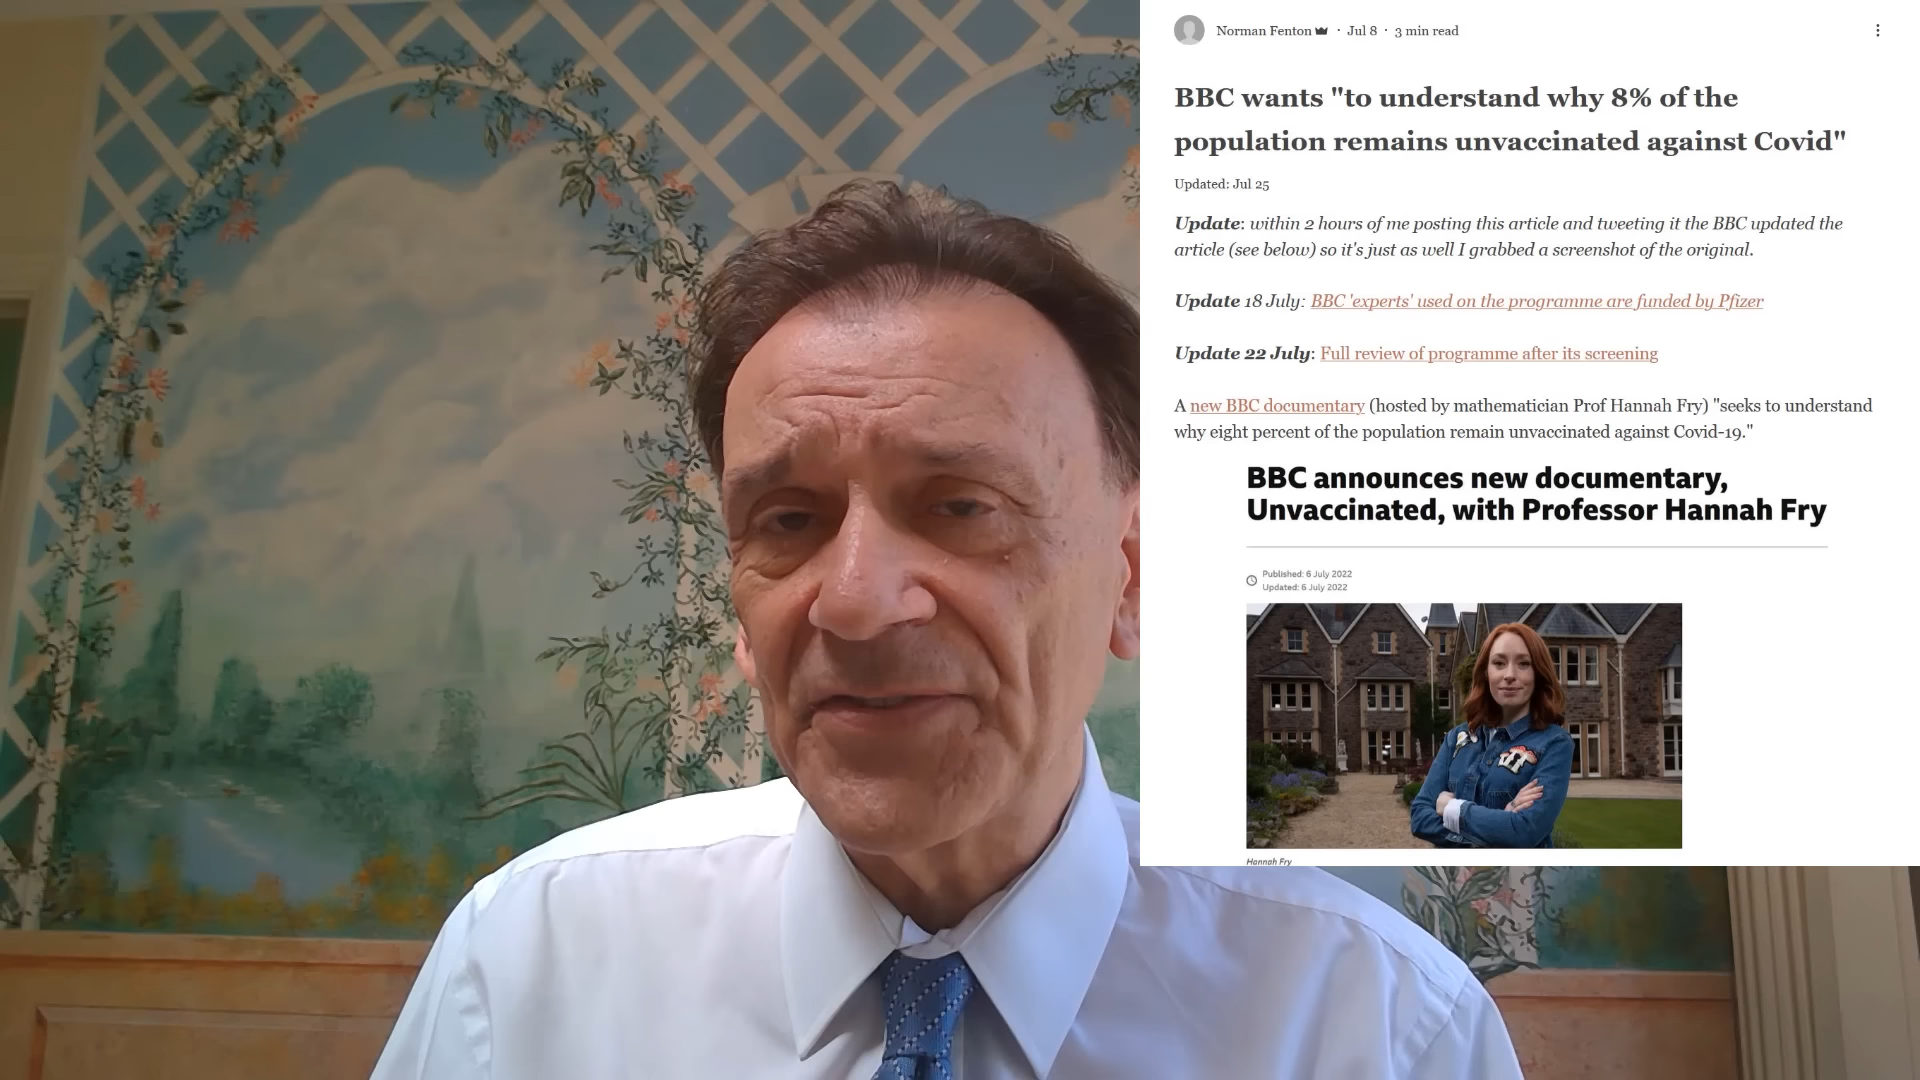 Norman Fenton · Jul 8 · 3 min read
BBC wants "to understand why 8% of the
population remains unvaccinated against Covid"
Updated: Jul 25
Update: within 2 hours of me posting this article and tweeting it the BBC updated the
article (see below) so it's just as well I grabbed a screenshot of the original.
Update 18 July: BBC 'experts' used on the programme are funded by Pfizer
Update 22 July: Full review of programme after its screening
A new BBC documentary (hosted by mathematician Prof Hannah Fry) "seeks to understand
why eight percent of the population remain unvaccinated against Covid-19."
BBC announces new documentary,
Unvaccinated, with Professor Hannah Fry
Published: 6 July 2022
Updated: 6 July 2022
Hannah Fry